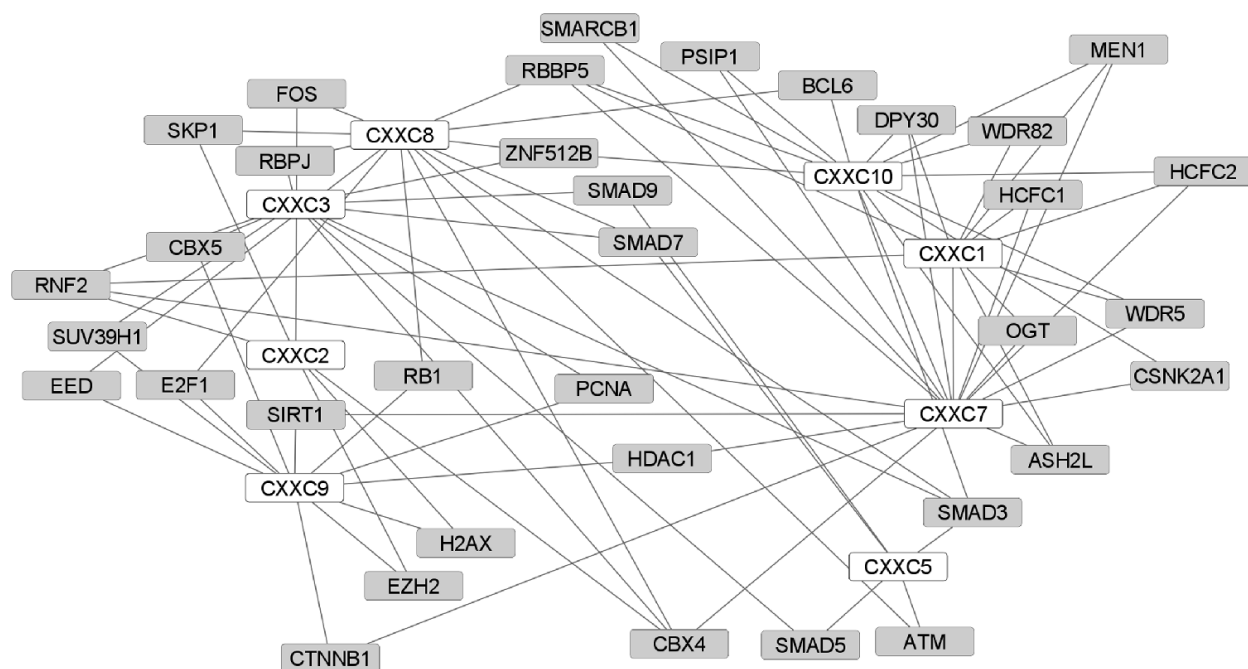 SMARCB1
MEN1
PSIP1
RBBP5
BCL6
FOS
DPY30
SKP1
CXXC8
WDR82
ZNF512B
RBPJ
CXXC10
HCFC2
SMAD9
HCFC1
CXXC3
SMAD7
CBX5
CXXC1
RNF2
WDR5
OGT
SUV39H1
CXXC2
RB1
CSNK2A1
EED
E2F1
PCNA
SIRT1
CXXC7
HDAC1
ASH2L
CXXC9
SMAD3
H2AX
CXXC5
EZH2
ATM
CBX4
SMAD5
CTNNB1